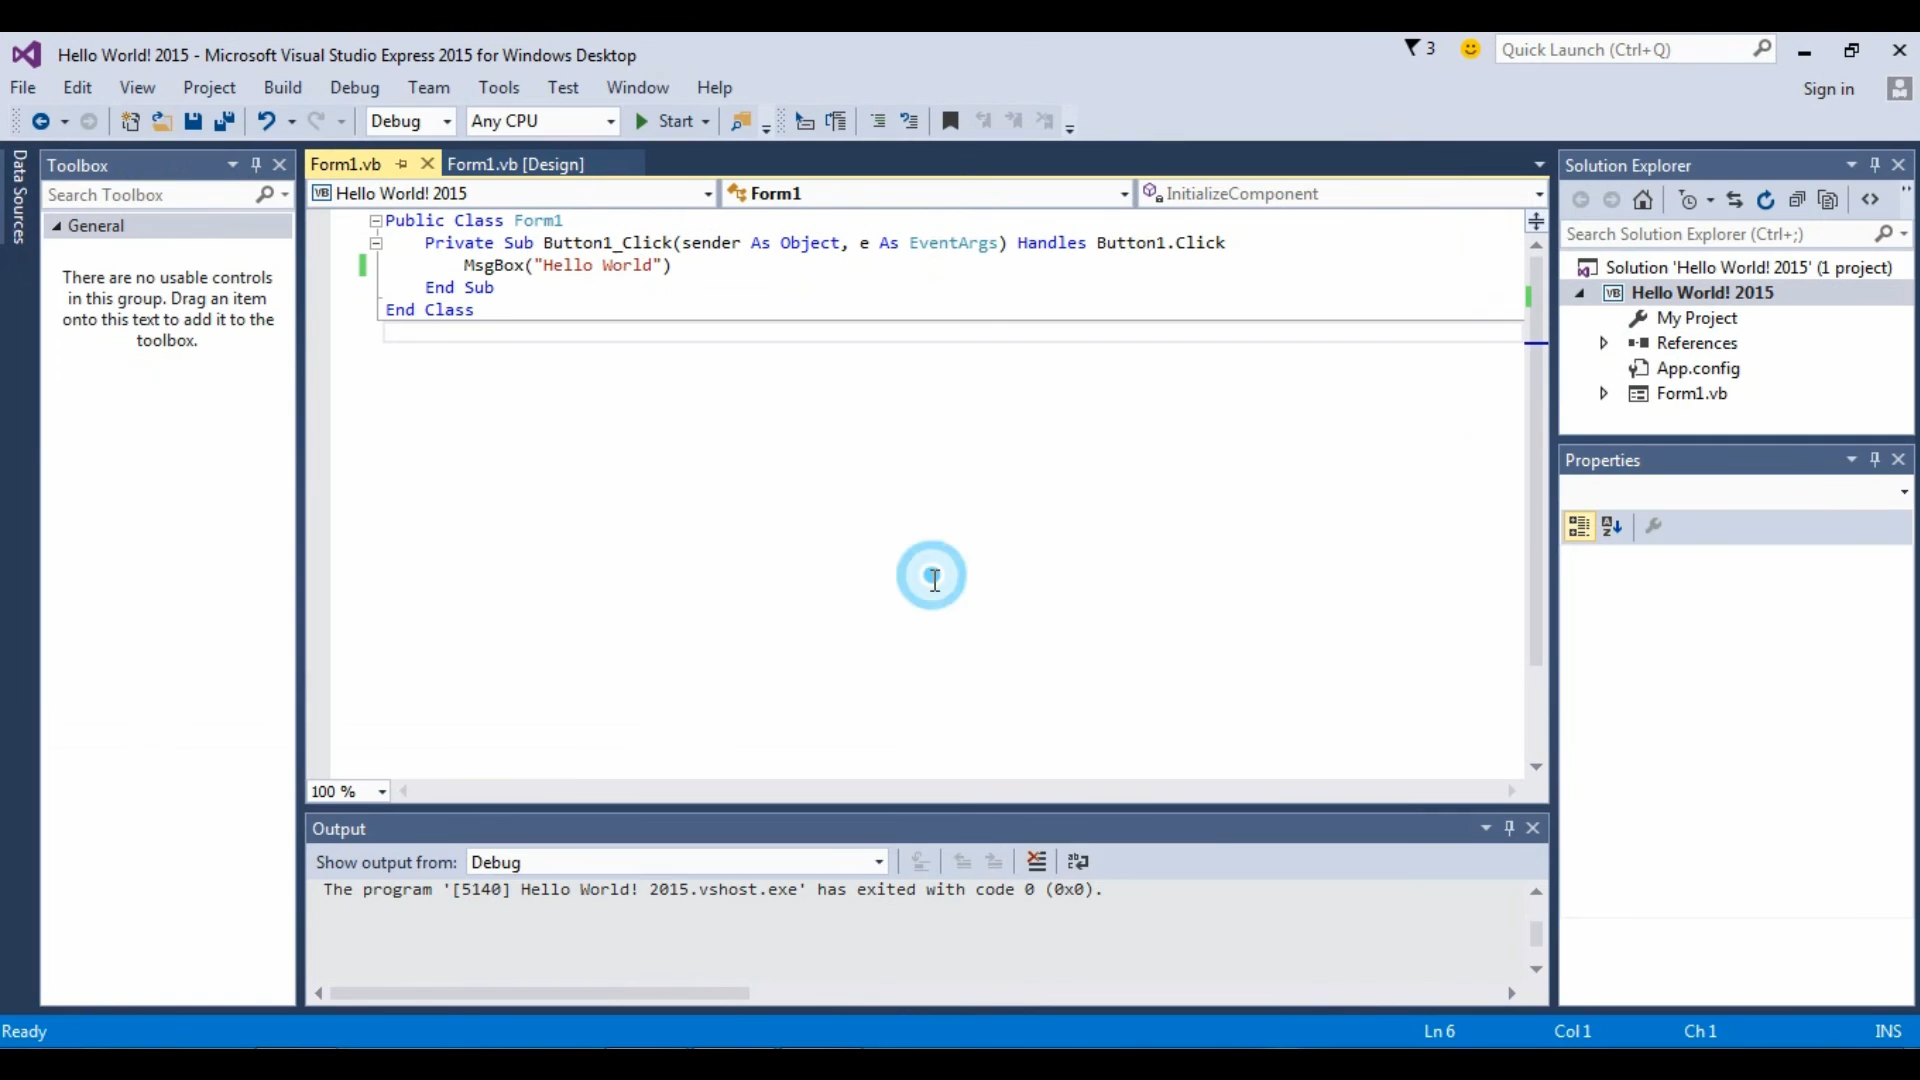 Hello World! 2015 - Microsoft Visual Studio Express 2015 for Windows Desktop
3
Quick Launch (Ctrl+Q)
File Edit View Project Build Debug Team Tools Test Window Help
Sign in
Debug Any CPU Start
Data Sources
Toolbox
Search Toolbox
General
There are no usable controls
in this group. Drag an item
onto this text to add it to the
toolbox.
Form1.vb Form1.vb [Design]
VB Hello World! 2015 Form1 InitializeComponent
Public Class Form1
Private Sub Button1_Click(sender As Object, e As EventArgs) Handles Button1.Click
MsgBox("Hello World")
End Sub
End Class
100 %
Output
Show output from: Debug
The program '[5140] Hello World! 2015.vshost.exe' has exited with code 0 (0x0).
Solution Explorer
Search Solution Explorer (Ctrl+;)
Solution 'Hello World! 2015' (1 project)
VB Hello World! 2015
My Project
References
App.config
Form1.vb
Properties
Ready Ln 6 Col 1 Ch 1 INS